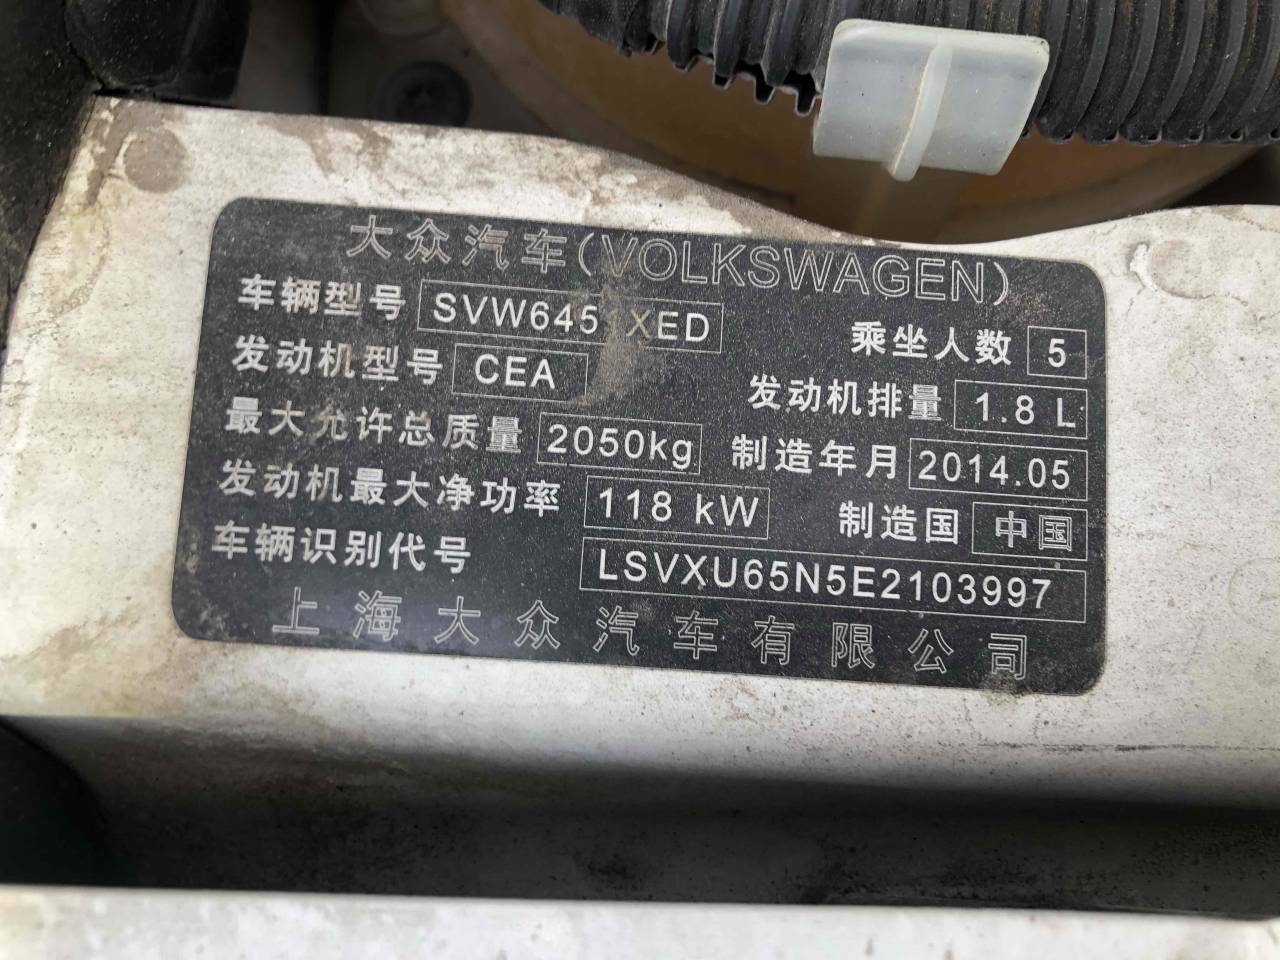 大众汽车(VOLKSWAGEN)
车辆型号 SVW6451XED 乘坐人数 5
发动机型号 CEA 发动机排量 1.8 L
最大允许总质量 2050kg 制造年月 2014.05
发动机最大净功率 118 kW 制造国 中国
车辆识别代号 LSVXU65N5E2103997
上海大众汽车有限公司